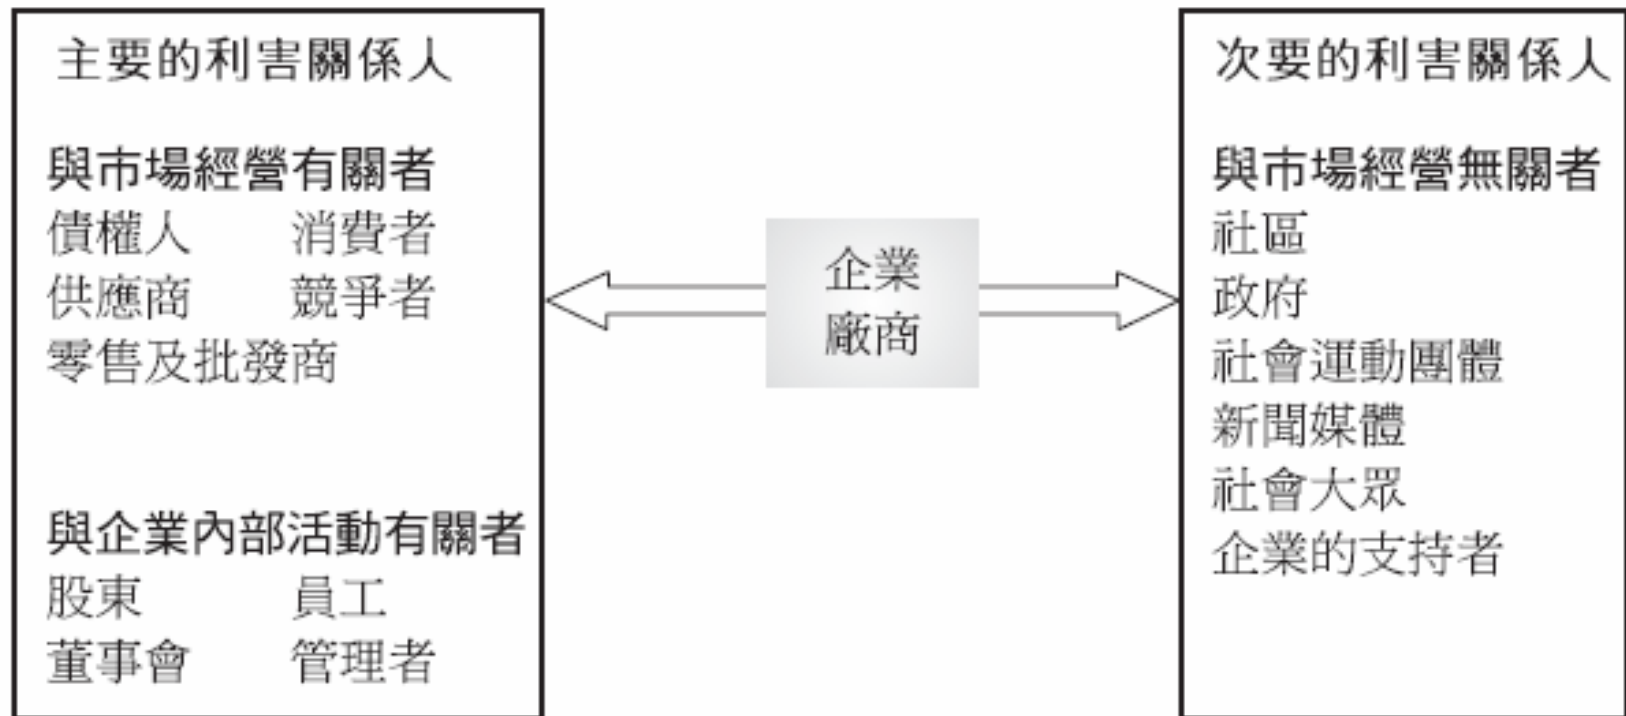 主要的利害關係人
與市場經營有關者
債權人 消費者
供應商 競爭者
零售及批發商
與企業內部活動有關者
股東 員工
董事會 管理者
企業
廠商
次要的利害關係人
與市場經營無關者
社區
政府
社會運動團體
新聞媒體
社會大眾
企業的支持者